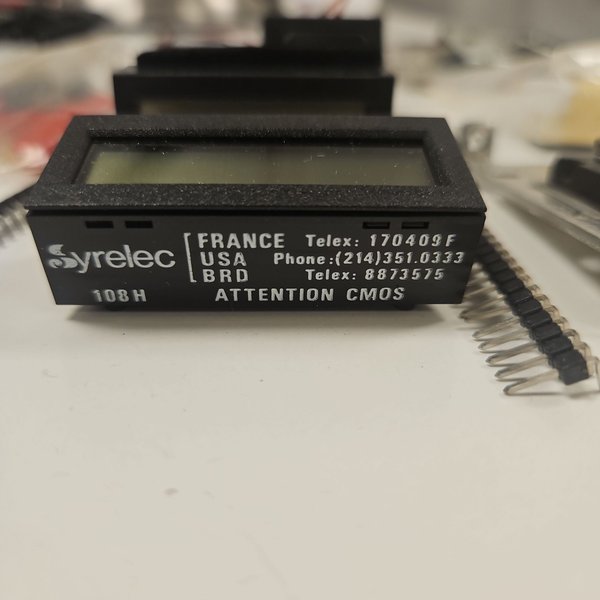 Syrelec
FRANCE Telex: 170409F
USA Phone:(214)351.0333
BRD Telex: 8873575
108H ATTENTION CMOS